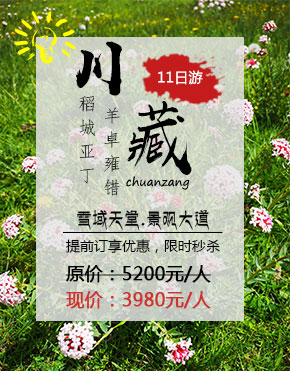 川藏
11日游
稻城亚丁
羊卓雍错
chuanzang
雪域天堂.景观大道
提前订享优惠，限时秒杀
原价：5200元/人
现价：3980元/人